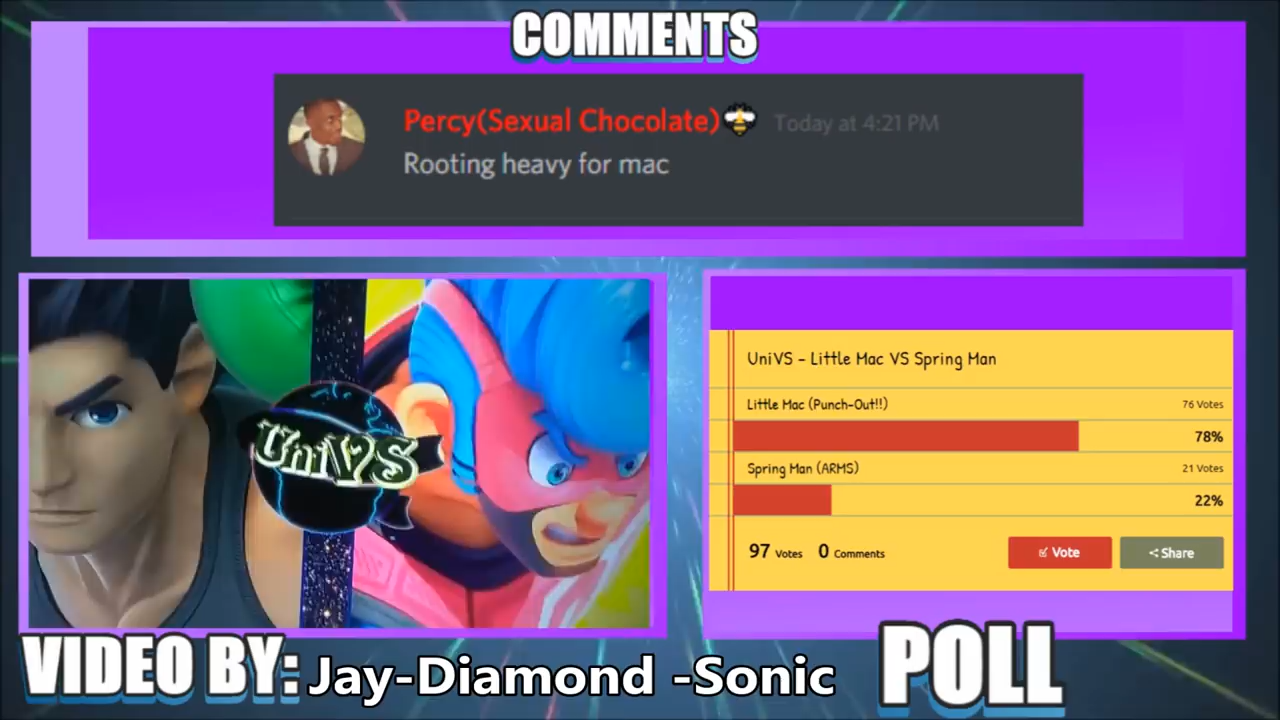 COMMENTS
Percy(Sexual Chocolate) Today at 4:21 PM
Rooting heavy for mac
UniVS
UniVS - Little Mac VS Spring Man
Little Mac (Punch-Out!!) 76 Votes
78%
Spring Man (ARMS) 21 Votes
22%
97 Votes 0 Comments Vote Share
VIDEO BY: Jay-Diamond -Sonic
POLL